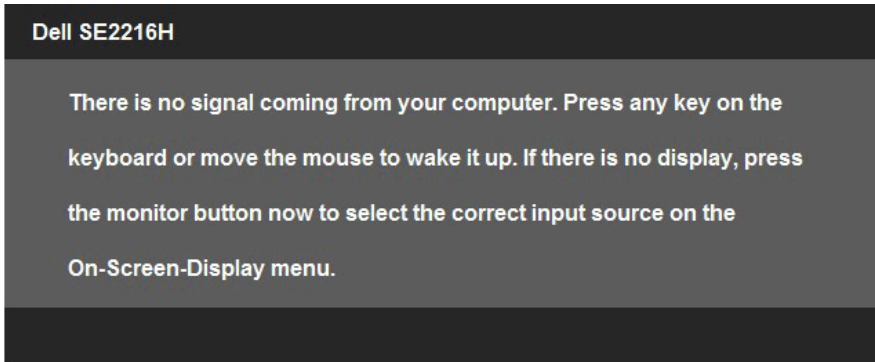 Dell SE2216H
There is no signal coming from your computer. Press any key on the
keyboard or move the mouse to wake it up. If there is no display, press
the monitor button now to select the correct input source on the
On-Screen-Display menu.